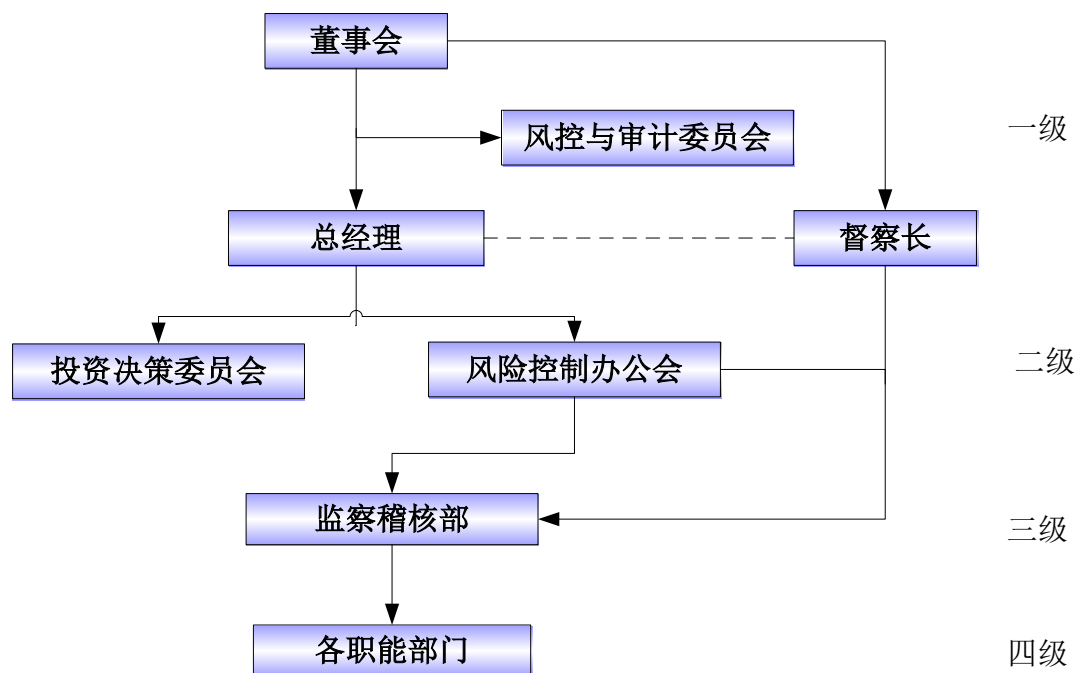 董事会
风控与审计委员会
一级
总经理
督察长
投资决策委员会
风险控制办公会
二级
监察稽核部
三级
各职能部门
四级